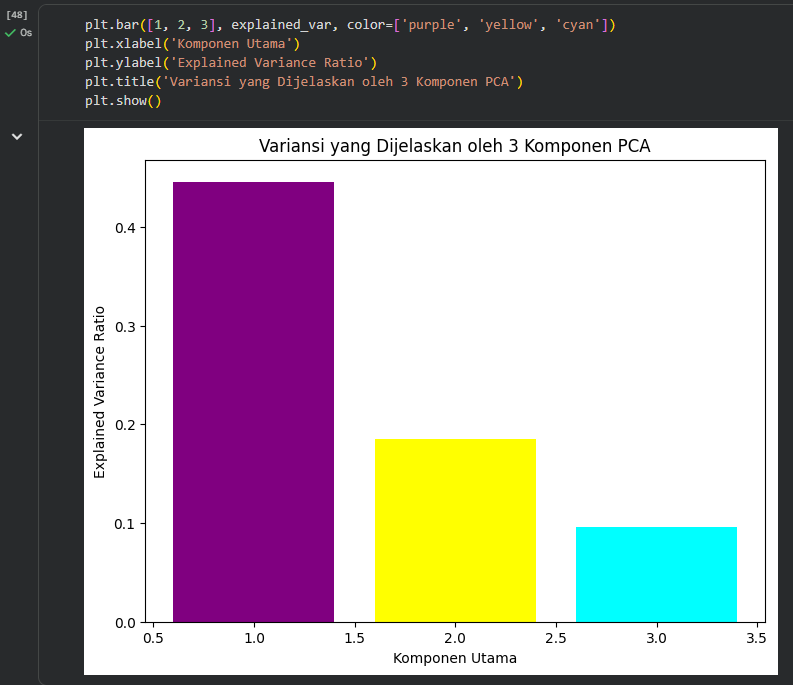 [48]
0s
plt.bar([1, 2, 3], explained_var, color=['purple', 'yellow', 'cyan'])
plt.xlabel('Komponen Utama')
plt.ylabel('Explained Variance Ratio')
plt.title('Variansi yang Dijelaskan oleh 3 Komponen PCA')
plt.show()
Variansi yang Dijelaskan oleh 3 Komponen PCA
Explained Variance Ratio
0.4
0.3
0.2
0.1
0.0
0.5 1.0 1.5 2.0 2.5 3.0 3.5
Komponen Utama